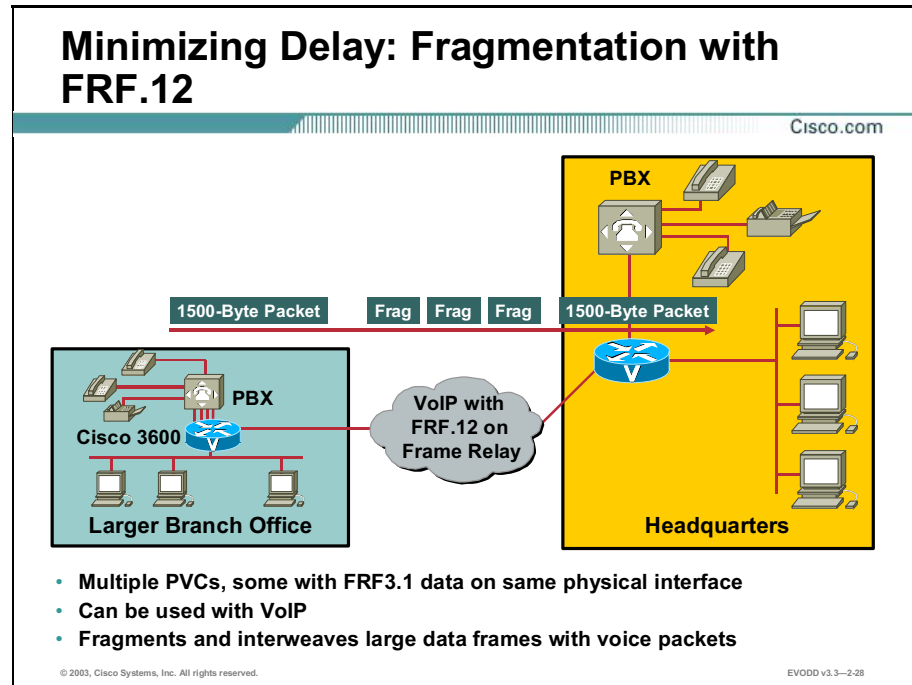 Minimizing Delay: Fragmentation with
FRF.12
Cisco.com
PBX
1500-Byte Packet
Frag
Frag
Frag
1500-Byte Packet
PBX
Cisco 3600
V
V
VoIP with
FRF.12 on
Frame Relay
Larger Branch Office
Headquarters
• Multiple PVCs, some with FRF3.1 data on same physical interface
• Can be used with VoIP
• Fragments and interweaves large data frames with voice packets
© 2003, Cisco Systems, Inc. All rights reserved.
EVODD v3.3—2-28